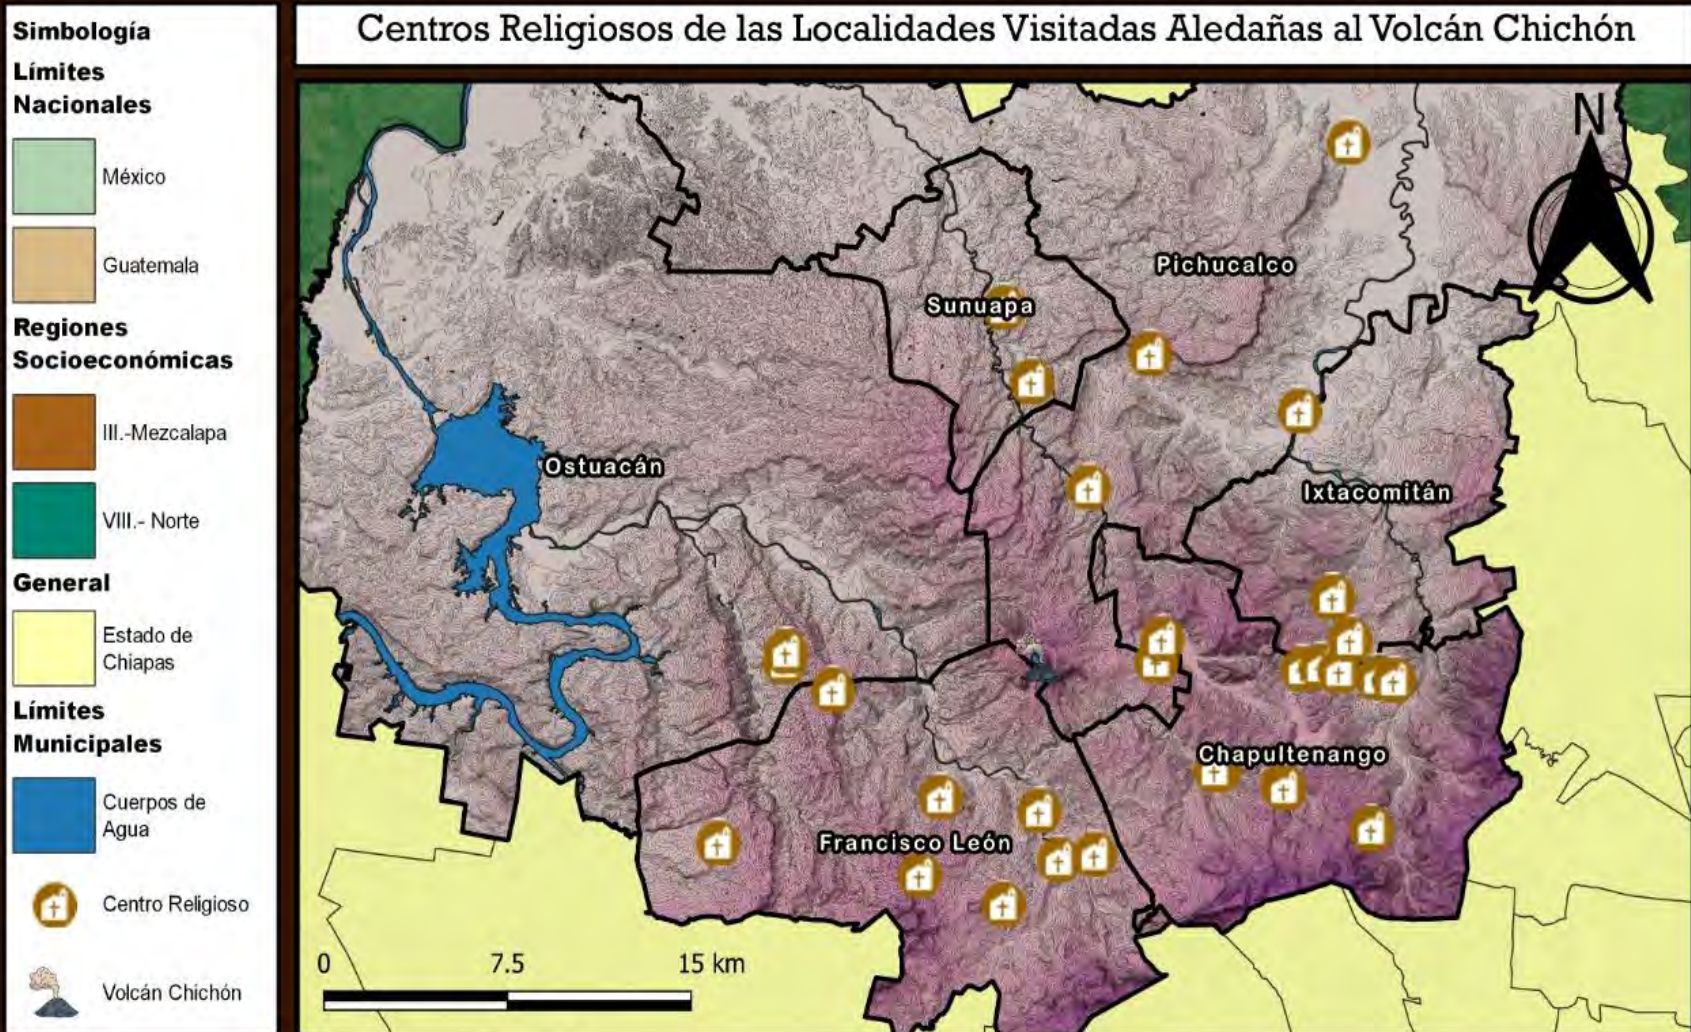 Simbología
Límites
Nacionales
México
Guatemala
Regiones
Socioeconómicas
III.-Mezcalapa
VIII.- Norte
General
Estado de
Chiapas
Límites
Municipales
Cuerpos de
Agua
Centro Religioso
Volcán Chichón
Centros Religiosos de las Localidades Visitadas Aledañas al Volcán Chichón
N
Pichucalco
Sunuapa
Ostuacán
Ixtacomitán
Chapultenango
Francisco León
0 7.5 15 km